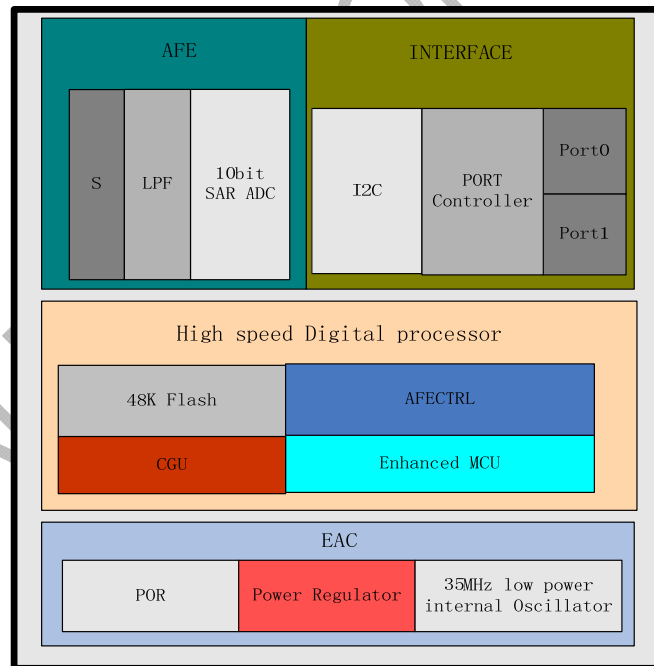 AFE
INTERFACE
S
LPF
10bit
SAR ADC
I2C
PORT
Controller
Port0
Port1
High speed Digital processor
48K Flash
AFECTRL
CGU
Enhanced MCU
EAC
POR
Power Regulator
35MHz low power
internal Oscillator